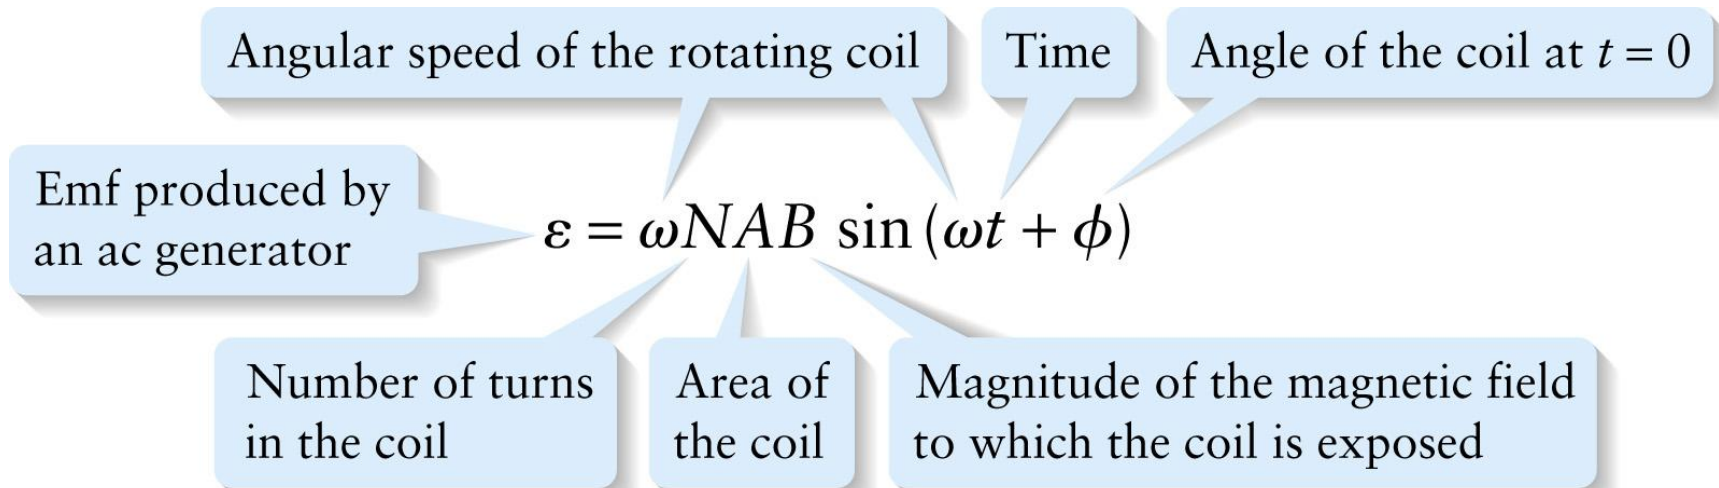 Angular speed of the rotating coil
Time
Angle of the coil at t = 0
Emf produced by
an ac generator
ε = ωNAB sin (ωt + ϕ)
Number of turns
in the coil
Area of
the coil
Magnitude of the magnetic field
to which the coil is exposed